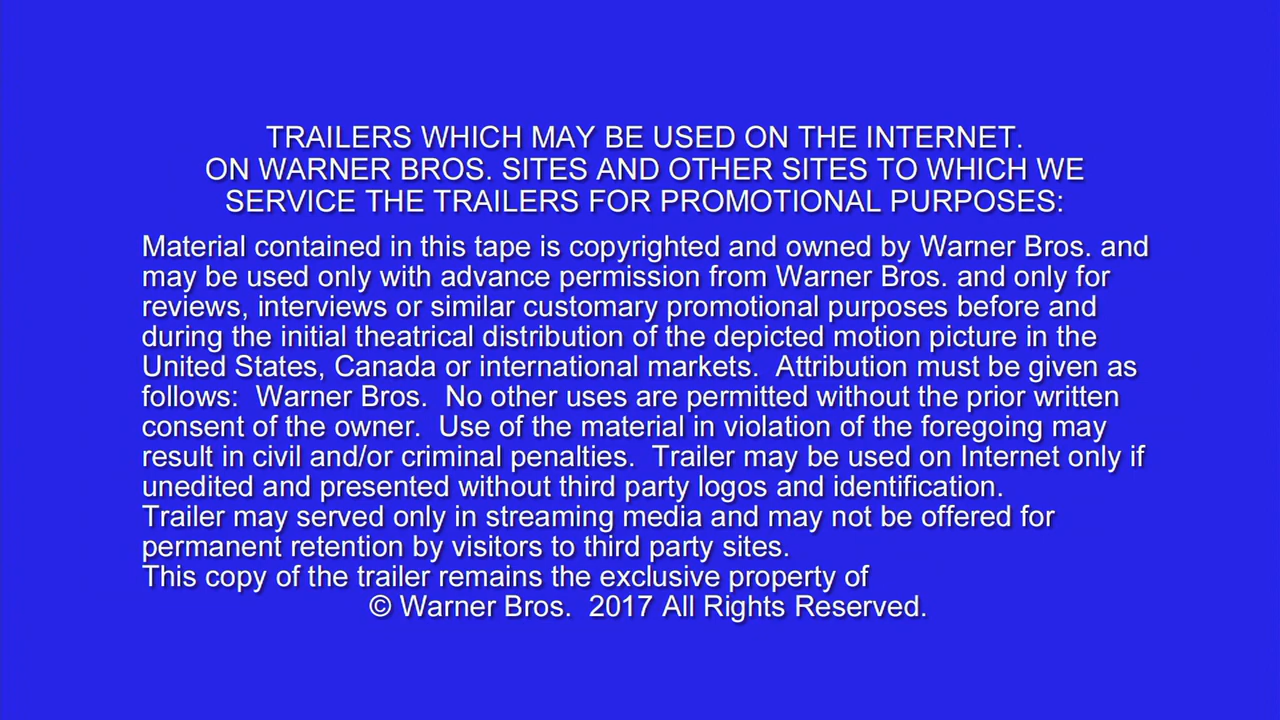 TRAILERS WHICH MAY BE USED ON THE INTERNET.
ON WARNER BROS. SITES AND OTHER SITES TO WHICH WE
SERVICE THE TRAILERS FOR PROMOTIONAL PURPOSES:
Material contained in this tape is copyrighted and owned by Warner Bros. and
may be used only with advance permission from Warner Bros. and only for
reviews, interviews or similar customary promotional purposes before and
during the initial theatrical distribution of the depicted motion picture in the
United States, Canada or international markets.  Attribution must be given as
follows:  Warner Bros.  No other uses are permitted without the prior written
consent of the owner.  Use of the material in violation of the foregoing may
result in civil and/or criminal penalties.  Trailer may be used on Internet only if
unedited and presented without third party logos and identification.
Trailer may served only in streaming media and may not be offered for
permanent retention by visitors to third party sites.
This copy of the trailer remains the exclusive property of
© Warner Bros.  2017 All Rights Reserved.